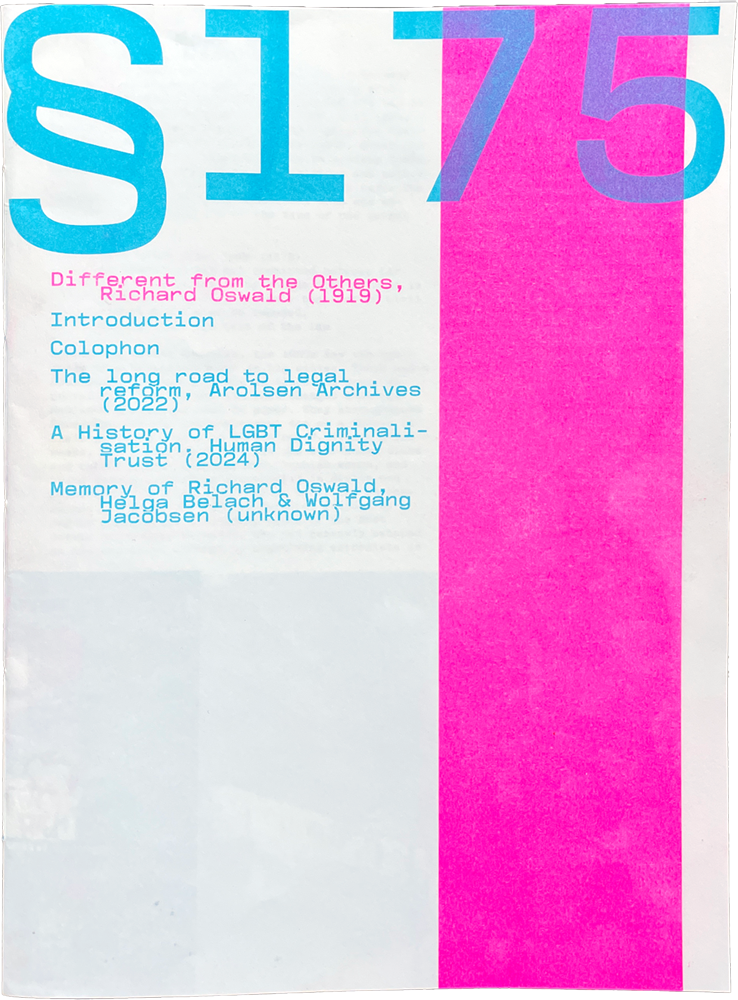 §175
Different from the Others,
Richard Oswald (1919)
Introduction
Colophon
The long road to legal
reform, Arolsen Archives
(2022)
A History of LGBT Criminali-
sation. Human Dignity
Trust (2024)
Memory of Richard Oswald,
Helga Belach & Wolfgang
Jacobsen (unknown)